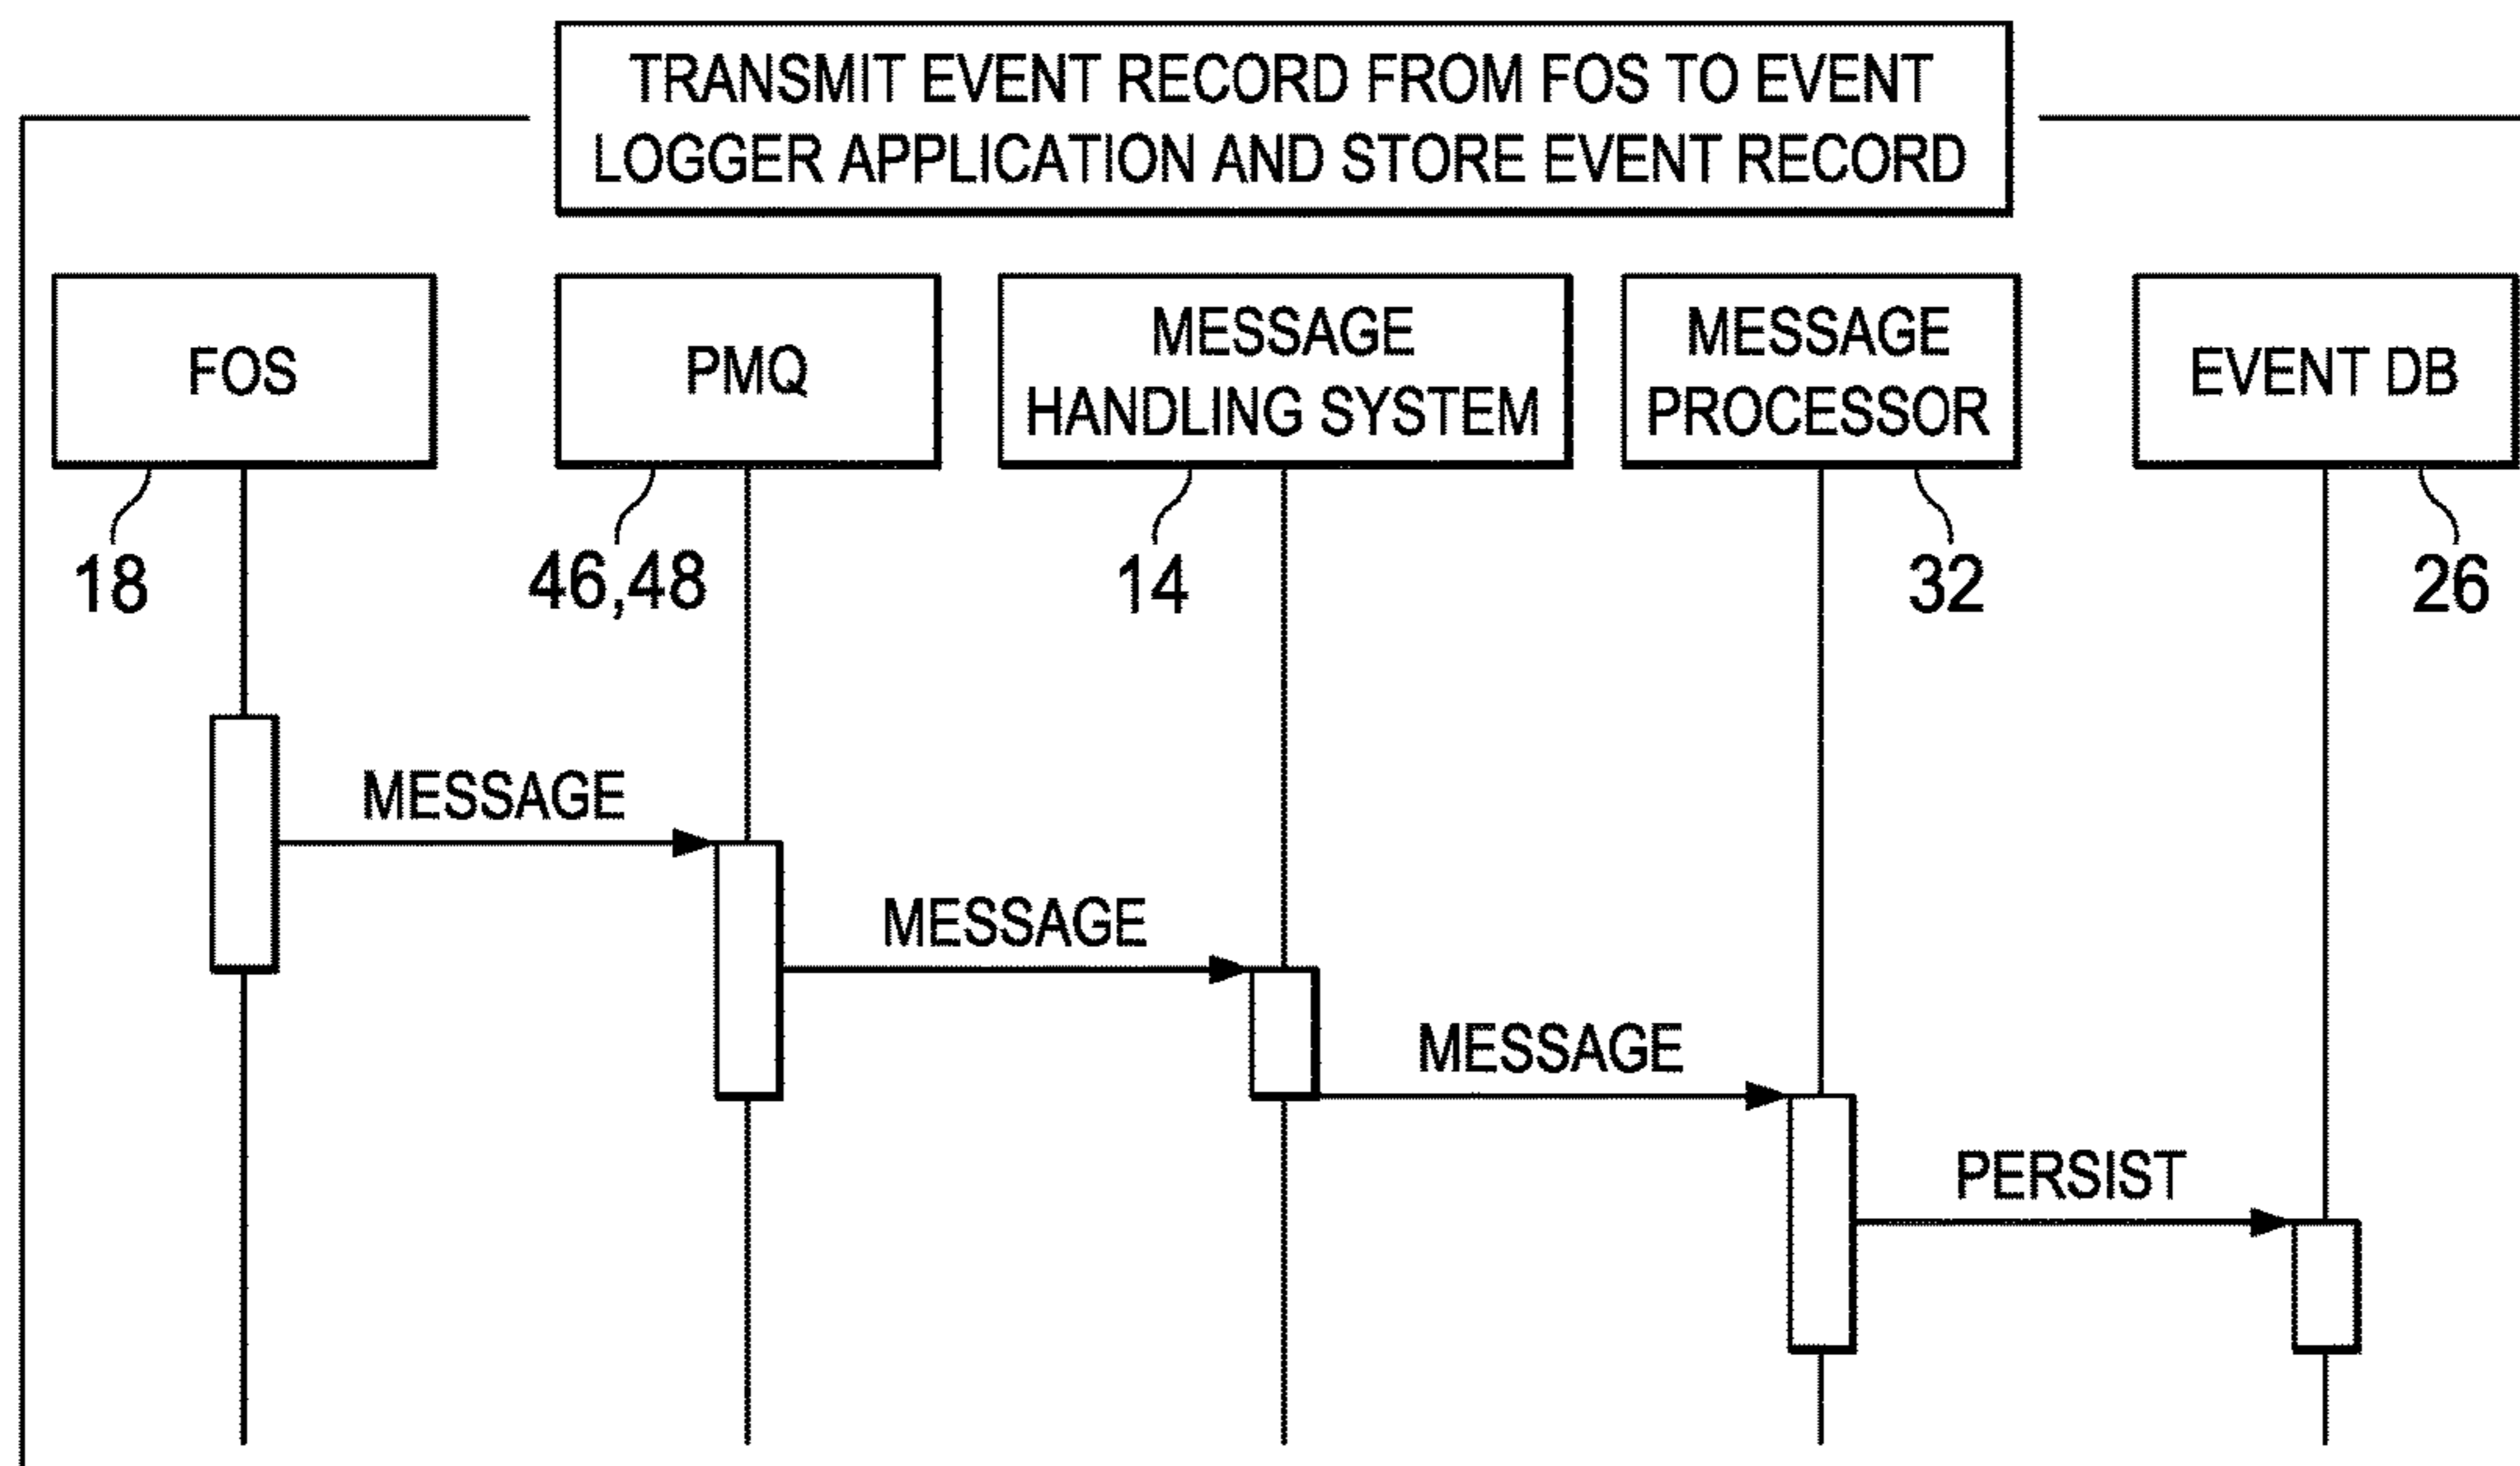 TRANSMIT EVENT RECORD FROM FOS TO EVENT
LOGGER APPLICATION AND STORE EVENT RECORD
FOS
PMQ
MESSAGE
HANDLING SYSTEM
MESSAGE
PROCESSOR
EVENT DB
18
46,48
14
32
26
MESSAGE
MESSAGE
MESSAGE
PERSIST